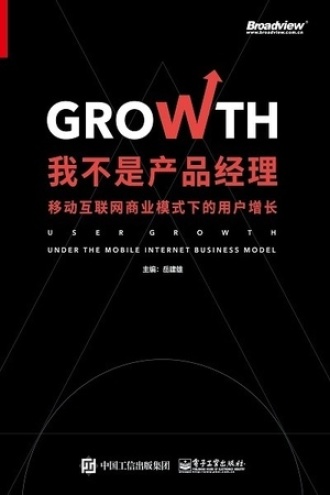 Broadview®
www.broadview.com.cn
GROWTH
我不是产品经理
移动互联网商业模式下的用户增长
USER GROWTH
UNDER THE MOBILE INTERNET BUSINESS MODEL
主编：岳建雄
中国工信出版集团
电子工业出版社